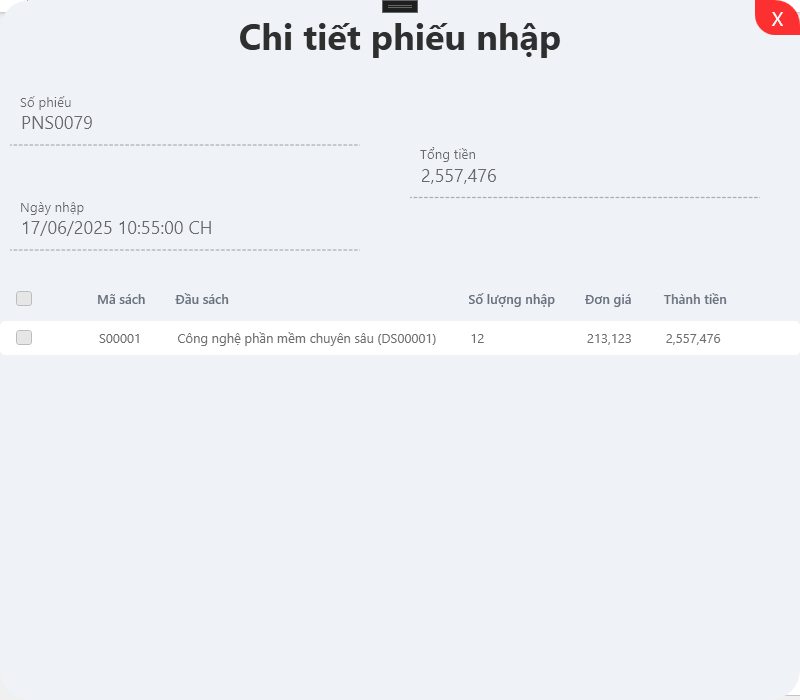 X
Chi tiết phiếu nhập
Số phiếu
PNS0079
Tổng tiền
2,557,476
Ngày nhập
17/06/2025 10:55:00 CH
Mã sách Đầu sách Số lượng nhập Đơn giá Thành tiền
S00001 Công nghệ phần mềm chuyên sâu (DS00001) 12 213,123 2,557,476